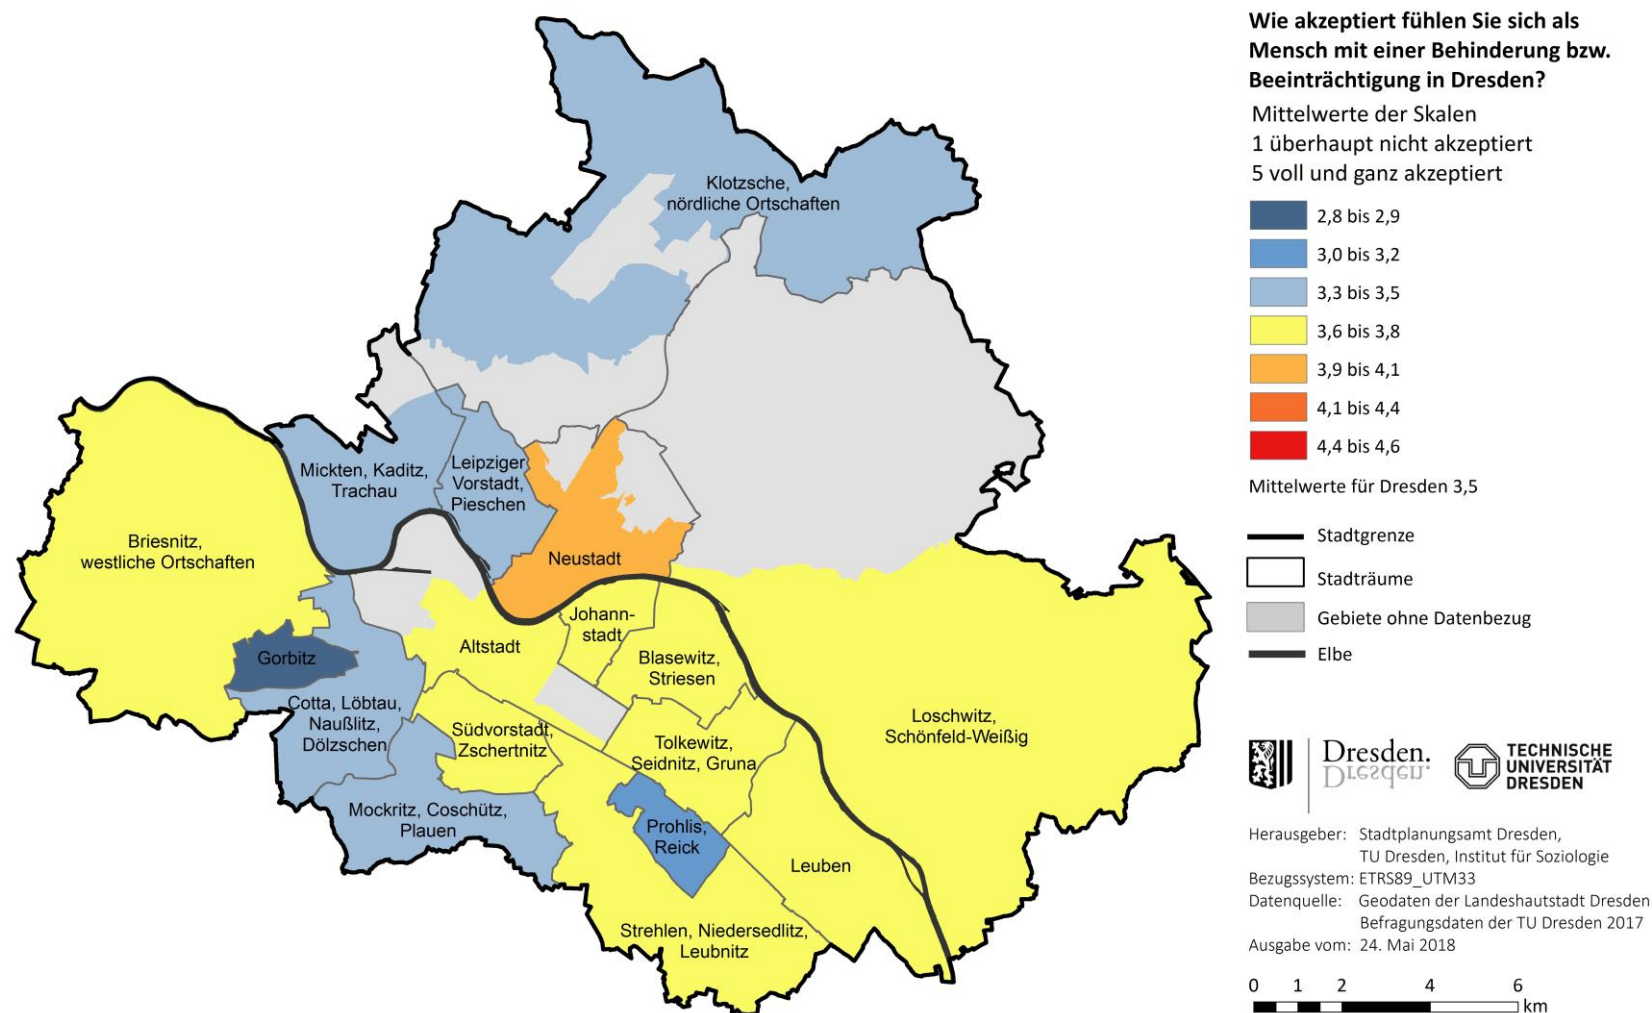 Wie akzeptiert fühlen Sie sich als
Mensch mit einer Behinderung bzw.
Beeinträchtigung in Dresden?
Mittelwerte der Skalen
1 überhaupt nicht akzeptiert
5 voll und ganz akzeptiert
2,8 bis 2,9
3,0 bis 3,2
3,3 bis 3,5
3,6 bis 3,8
3,9 bis 4,1
4,1 bis 4,4
4,4 bis 4,6
Mittelwerte für Dresden 3,5
Stadtgrenze
Stadträume
Gebiete ohne Datenbezug
Elbe
Klotzsche,
nördliche Ortschaften
Mickten, Kaditz,
Trachau
Leipziger
Vorstadt,
Pieschen
Briesnitz,
westliche Ortschaften
Neustadt
Johann-
stadt
Altstadt
Gorbitz
Blasewitz,
Striesen
Cotta, Löbtau,
Naußlitz,
Dölzschen
Südvorstadt,
Zschertnitz
Tolkewitz,
Seidnitz, Gruna
Loschwitz,
Schönfeld-Weißig
Mockritz, Coschütz,
Plauen
Prohlis,
Reick
Leuben
Strehlen, Niedersedlitz,
Leubnitz
Dresden.
Dresden.
TECHNISCHE
UNIVERSITÄT
DRESDEN
Herausgeber: Stadtplanungsamt Dresden,
TU Dresden, Institut für Soziologie
Bezugssystem: ETRS89_UTM33
Datenquelle: Geodaten der Landeshautstadt Dresden
Befragungsdaten der TU Dresden 2017
Ausgabe vom: 24. Mai 2018
0 1 2 4 6
km